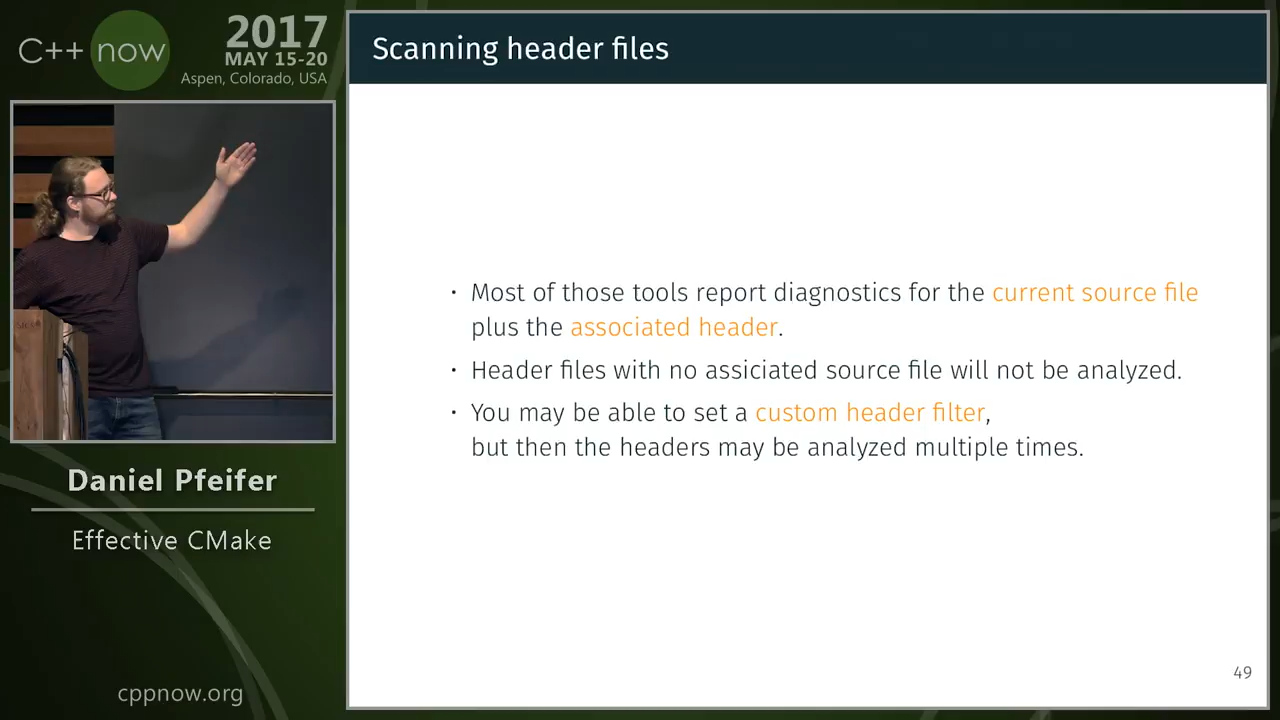 C++ now
2017
MAY 15-20
Aspen, Colorado, USA
Daniel Pfeifer
Effective CMake
cppnow.org
Scanning header files
· Most of those tools report diagnostics for the current source file
plus the associated header.
· Header files with no assiciated source file will not be analyzed.
· You may be able to set a custom header filter,
but then the headers may be analyzed multiple times.
49